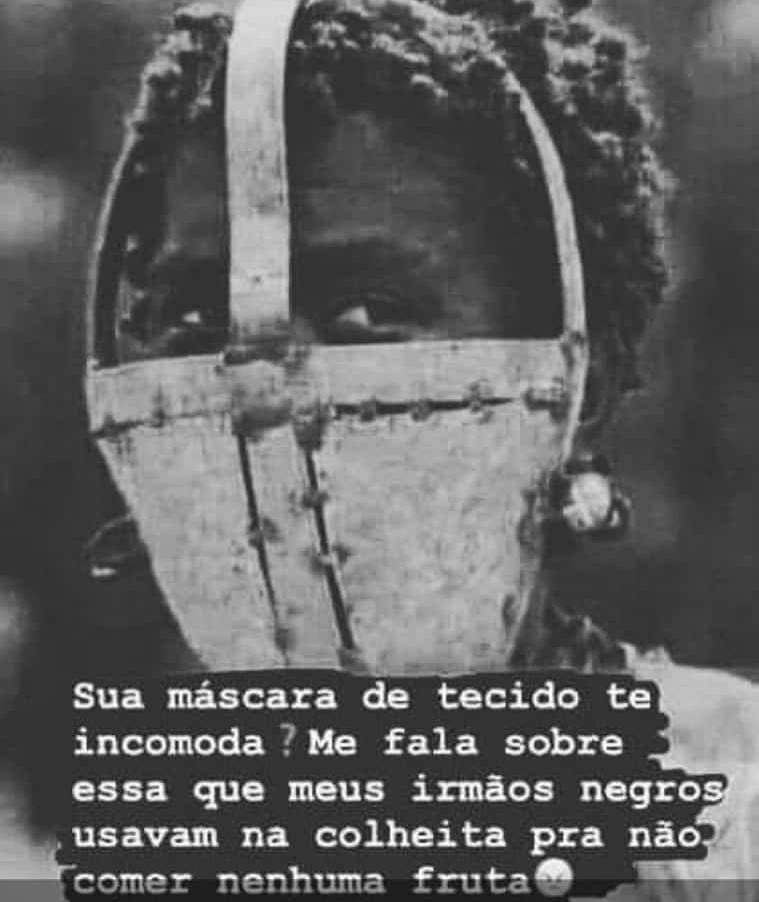 Sua máscara de tecido te
incomoda❔Me fala sobre
essa que meus irmãos negros
usavam na colheita pra não
comer nenhuma fruta😠